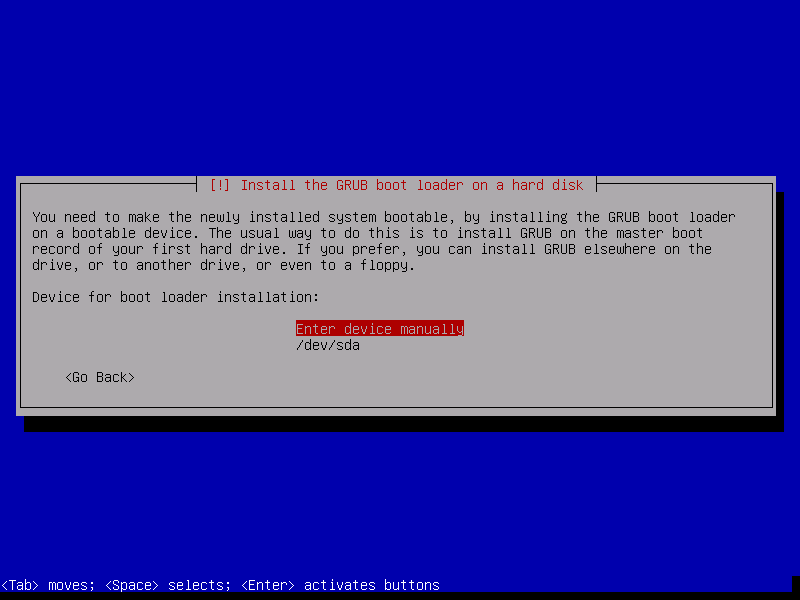 [!] Install the GRUB boot loader on a hard disk
You need to make the newly installed system bootable, by installing the GRUB boot loader
on a bootable device. The usual way to do this is to install GRUB on the master boot
record of your first hard drive. If you prefer, you can install GRUB elsewhere on the
drive, or to another drive, or even to a floppy.
Device for boot loader installation:
Enter device manually
/dev/sda
<Go Back>
<Tab> moves; <Space> selects; <Enter> activates buttons